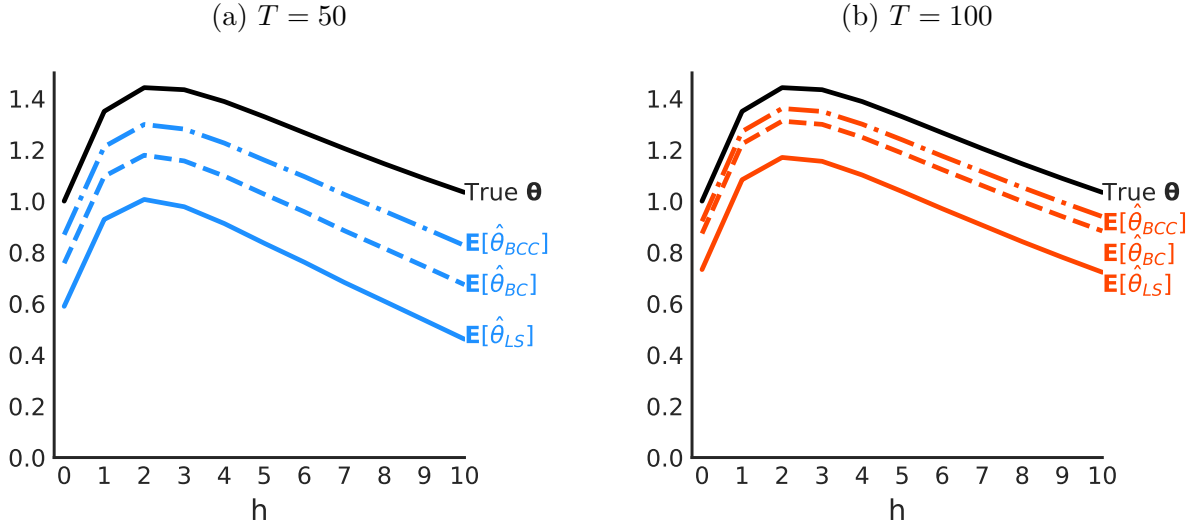 (a) T = 50
1.4
1.2
1.0
0.8
0.6
0.4
0.2
0.0
0 1 2 3 4 5 6 7 8 9 10
h
True θ
E[θ̂_BCC]
E[θ̂_BC]
E[θ̂_LS]
(b) T = 100
1.4
1.2
1.0
0.8
0.6
0.4
0.2
0.0
0 1 2 3 4 5 6 7 8 9 10
h
True θ
E[θ̂_BCC]
E[θ̂_BC]
E[θ̂_LS]